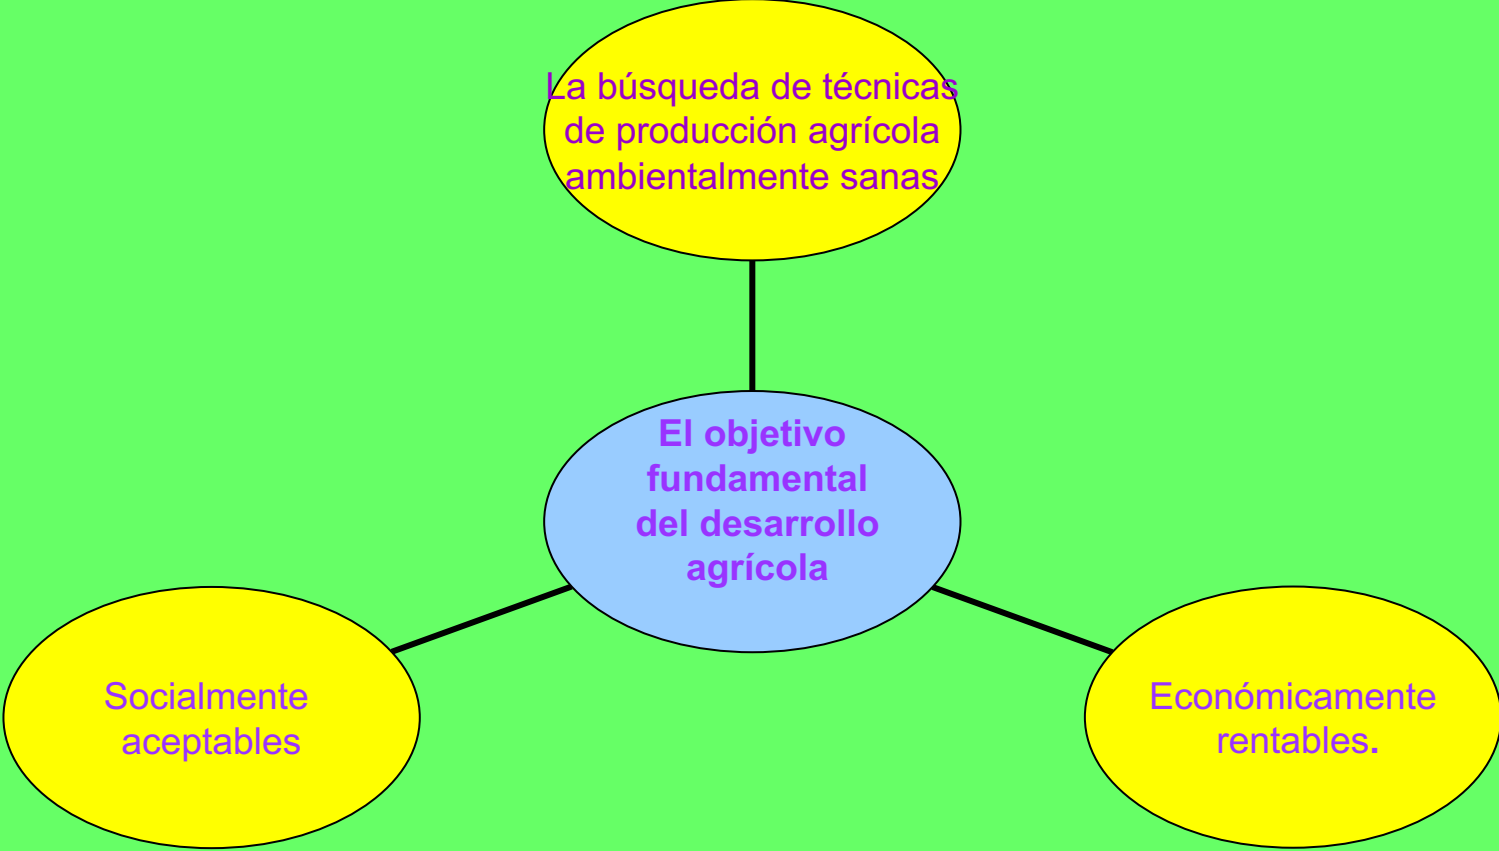 La búsqueda de técnicas
de producción agrícola
ambientalmente sanas
El objetivo
fundamental
del desarrollo
agrícola
Socialmente
aceptables
Económicamente
rentables.